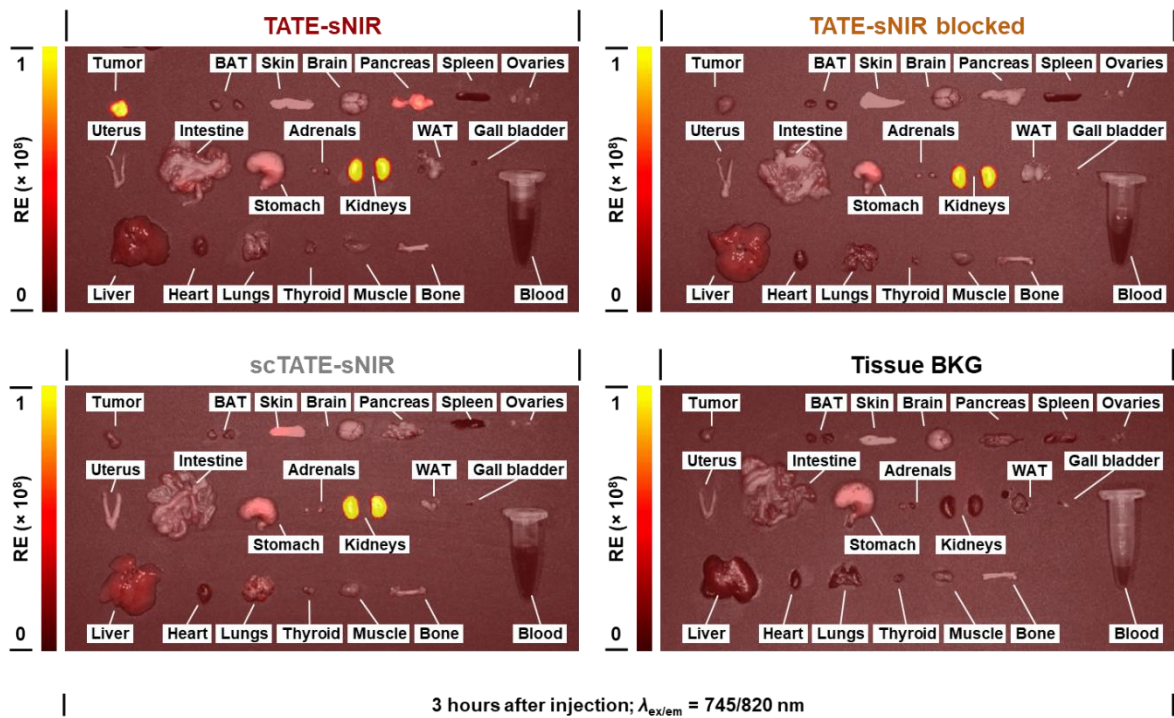 TATE-sNIR
1
RE (× 10⁸)
0
Tumor BAT Skin Brain Pancreas Spleen Ovaries
Uterus Intestine Adrenals WAT Gall bladder
Stomach Kidneys
Liver Heart Lungs Thyroid Muscle Bone Blood
TATE-sNIR blocked
1
RE (× 10⁸)
0
Tumor BAT Skin Brain Pancreas Spleen Ovaries
Uterus Intestine Adrenals WAT Gall bladder
Stomach Kidneys
Liver Heart Lungs Thyroid Muscle Bone Blood
scTATE-sNIR
1
RE (× 10⁸)
0
Tumor BAT Skin Brain Pancreas Spleen Ovaries
Uterus Intestine Adrenals WAT Gall bladder
Stomach Kidneys
Liver Heart Lungs Thyroid Muscle Bone Blood
Tissue BKG
1
RE (× 10⁸)
0
Tumor BAT Skin Brain Pancreas Spleen Ovaries
Uterus Intestine Adrenals WAT Gall bladder
Stomach Kidneys
Liver Heart Lungs Thyroid Muscle Bone Blood
3 hours after injection; λex/em = 745/820 nm